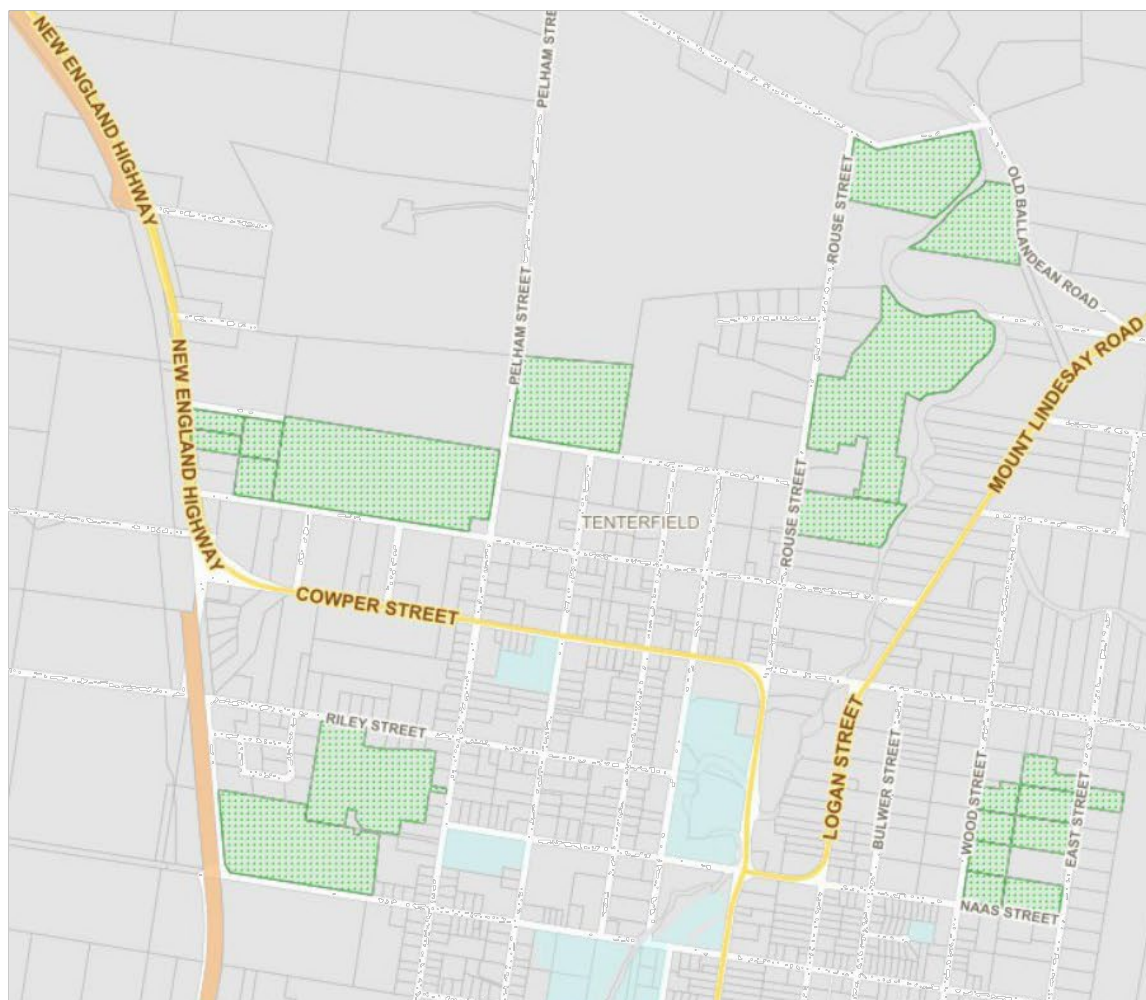 NEW ENGLAND HIGHWAY
PELHAM STRE
PELHAM STREET
ROUSE STREET
OLD BALLANDEAN ROAD
NEW ENGLAND HIGHWAY
MOUNT LINDESAY ROAD
ROUSE STREET
TENTERFIELD
COWPER STREET
RILEY STREET
LOGAN STREET
BULWER STREET
WOOD STREET
EAST STREET
NAAS STREET